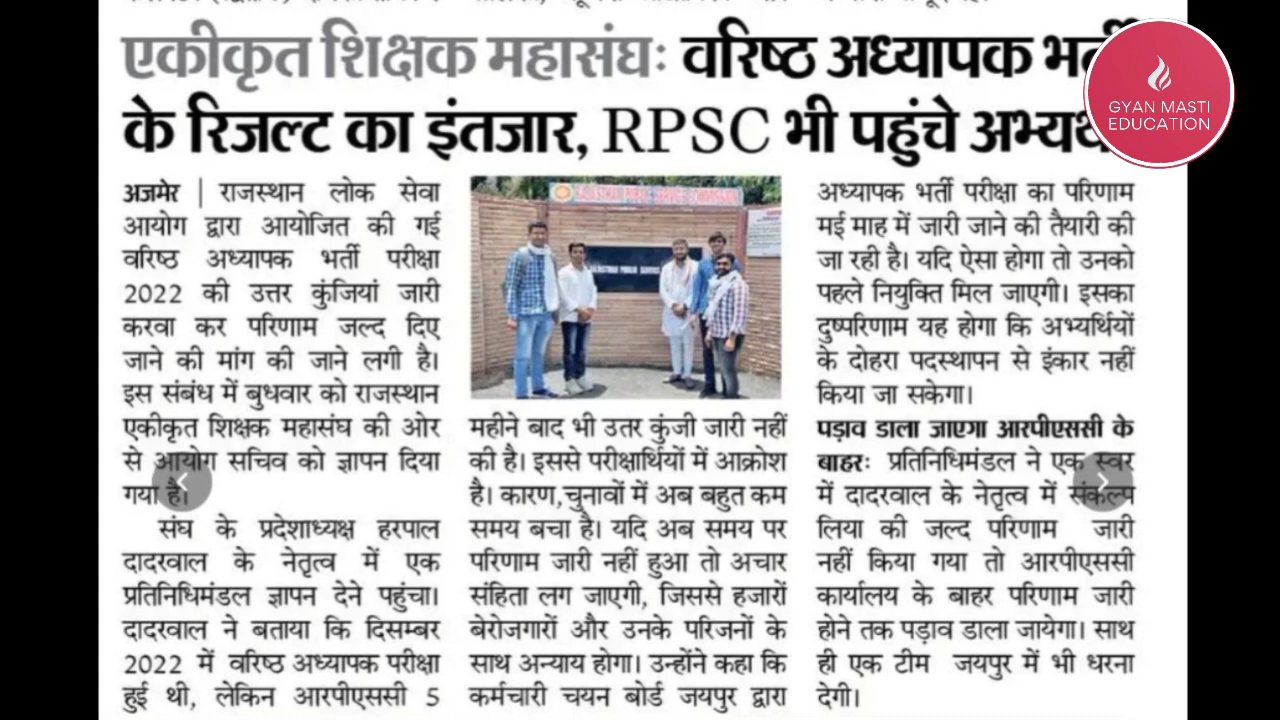 एकीकृत शिक्षक महासंघः वरिष्ठ अध्यापक
के रिजल्ट का इंतजार, RPSC भी पहुंचे
GYAN MASTI
EDUCATION
अजमेर | राजस्थान लोक सेवा
आयोग द्वारा आयोजित की गई
वरिष्ठ अध्यापक भर्ती परीक्षा
2022 की उत्तर कुंजियां जारी
करवा कर परिणाम जल्द दिए
जाने की मांग की जाने लगी है।
इस संबंध में बुधवार को राजस्थान
एकीकृत शिक्षक महासंघ की ओर
से आयोग सचिव को ज्ञापन दिया
गया है।
संघ के प्रदेशाध्यक्ष हरपाल
दादरवाल के नेतृत्व में एक
प्रतिनिधिमंडल ज्ञापन देने पहुंचा।
दादरवाल ने बताया कि दिसम्बर
2022 में वरिष्ठ अध्यापक परीक्षा
हुई थी, लेकिन आरपीएससी 5
RAJASTHAN PUBLIC SERVICE COMMISSION
महीने बाद भी उतर कुंजी जारी नहीं
की है। इससे परीक्षार्थियों में आक्रोश
है। कारण,चुनावों में अब बहुत कम
समय बचा है। यदि अब समय पर
परिणाम जारी नहीं हुआ तो अचार
संहिता लग जाएगी, जिससे हजारों
बेरोजगारों और उनके परिजनों के
साथ अन्याय होगा। उन्होंने कहा कि
कर्मचारी चयन बोर्ड जयपुर द्वारा
अध्यापक भर्ती परीक्षा का परिणाम
मई माह में जारी जाने की तैयारी की
जा रही है। यदि ऐसा होगा तो उनको
पहले नियुक्ति मिल जाएगी। इसका
दुष्परिणाम यह होगा कि अभ्यर्थियों
के दोहरा पदस्थापन से इंकार नहीं
किया जा सकेगा।
पड़ाव डाला जाएगा आरपीएससी के
बाहरः प्रतिनिधिमंडल ने एक स्वर
में दादरवाल के नेतृत्व में संकल्प
लिया की जल्द परिणाम जारी
नहीं किया गया तो आरपीएससी
कार्यालय के बाहर परिणाम जारी
होने तक पड़ाव डाला जायेगा। साथ
ही एक टीम जयपुर में भी धरना
देगी।